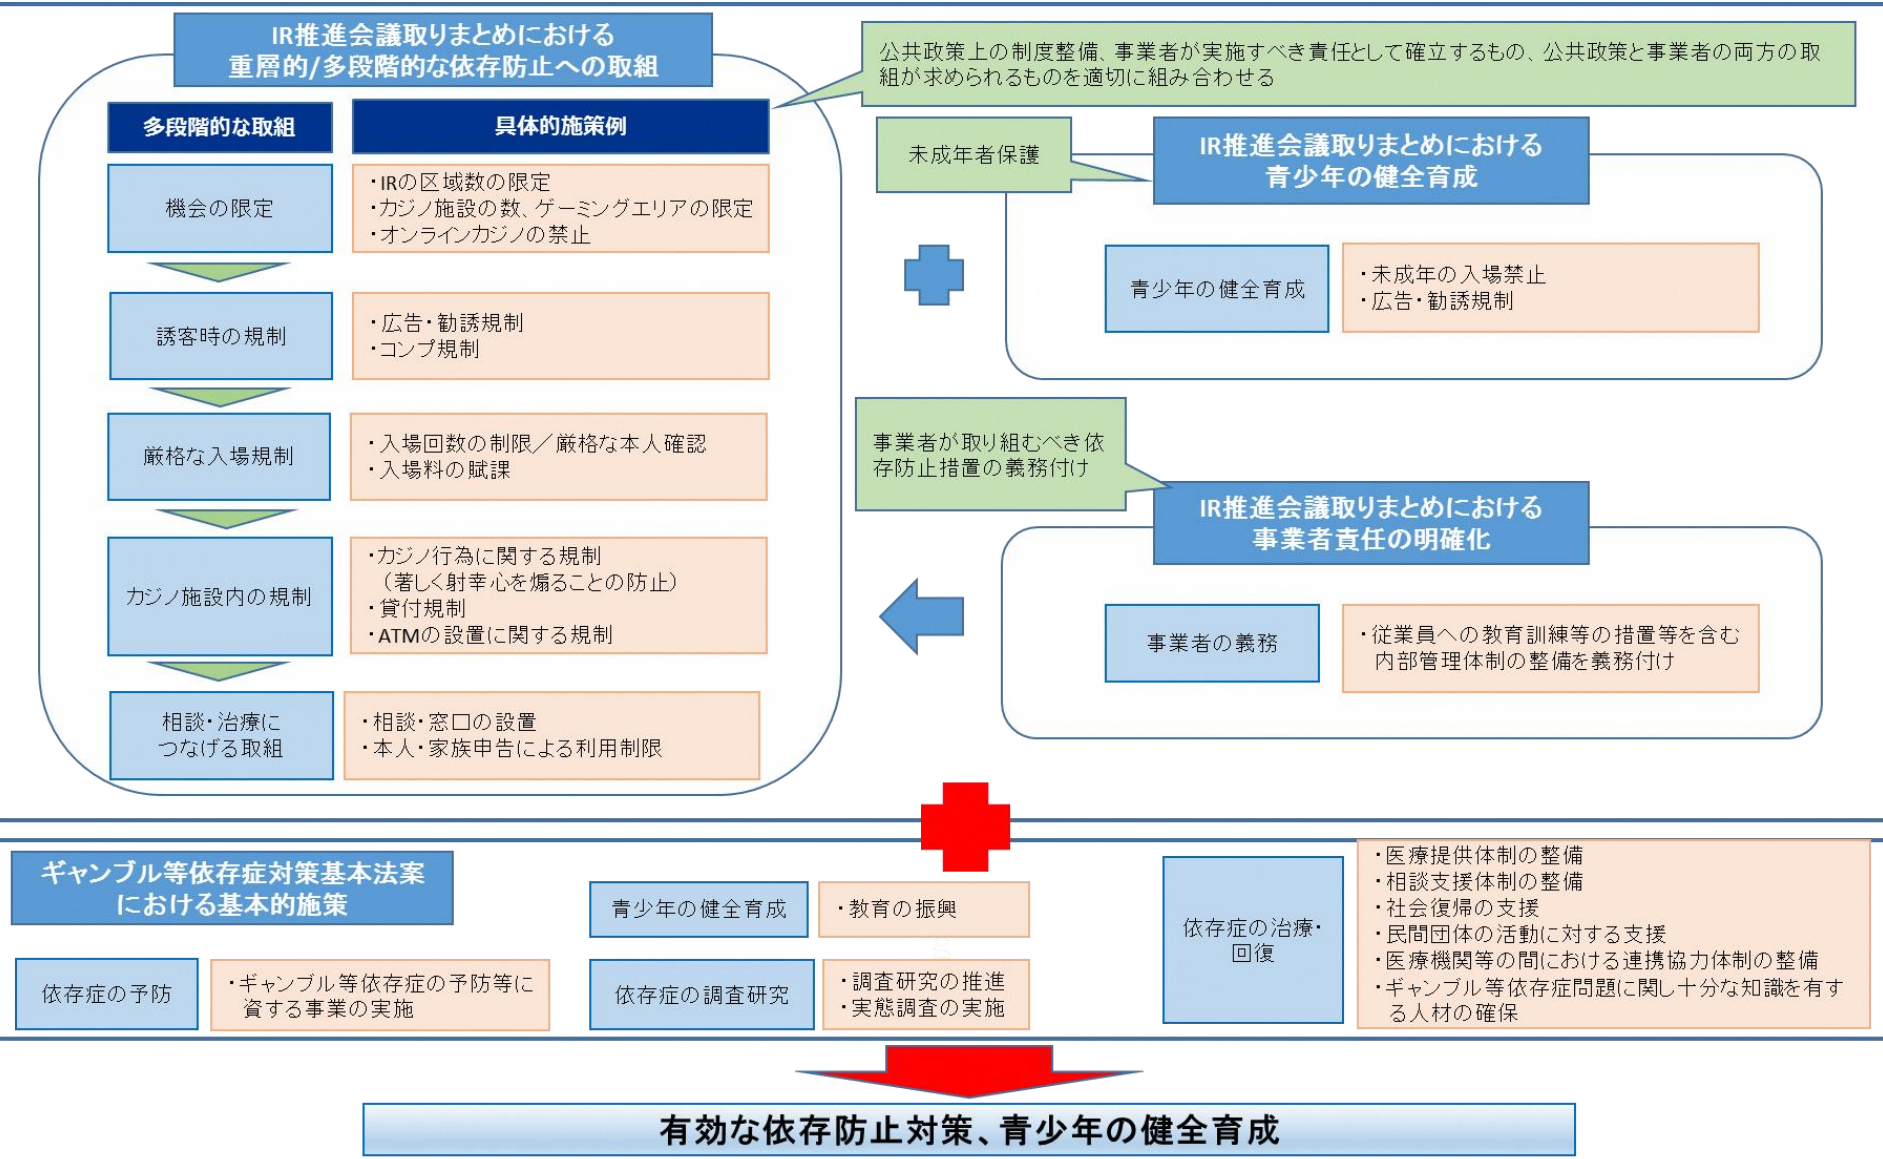 IR推進会議取りまとめにおける
重層的/多段階的な依存防止への取組
公共政策上の制度整備、事業者が実施すべき責任として確立するもの、公共政策と事業者の両方の取
組が求められるものを適切に組み合わせる
多段階的な取組
具体的施策例
機会の限定
・IRの区域数の限定
・カジノ施設の数、ゲーミングエリアの限定
・オンラインカジノの禁止
誘客時の規制
・広告・勧誘規制
・コンプ規制
厳格な入場規制
・入場回数の制限／厳格な本人確認
・入場料の賦課
カジノ施設内の規制
・カジノ行為に関する規制
（著しく射幸心を煽ることの防止）
・貸付規制
・ATMの設置に関する規制
相談・治療に
つなげる取組
・相談・窓口の設置
・本人・家族申告による利用制限
未成年者保護
IR推進会議取りまとめにおける
青少年の健全育成
青少年の健全育成
・未成年の入場禁止
・広告・勧誘規制
事業者が取り組むべき依
存防止措置の義務付け
IR推進会議取りまとめにおける
事業者責任の明確化
事業者の義務
・従業員への教育訓練等の措置等を含む
内部管理体制の整備を義務付け
ギャンブル等依存症対策基本法案
における基本的施策
依存症の予防
・ギャンブル等依存症の予防等に
資する事業の実施
青少年の健全育成
・教育の振興
依存症の調査研究
・調査研究の推進
・実態調査の実施
依存症の治療・
回復
・医療提供体制の整備
・相談支援体制の整備
・社会復帰の支援
・民間団体の活動に対する支援
・医療機関等の間における連携協力体制の整備
・ギャンブル等依存症問題に関し十分な知識を有す
る人材の確保
有効な依存防止対策、青少年の健全育成